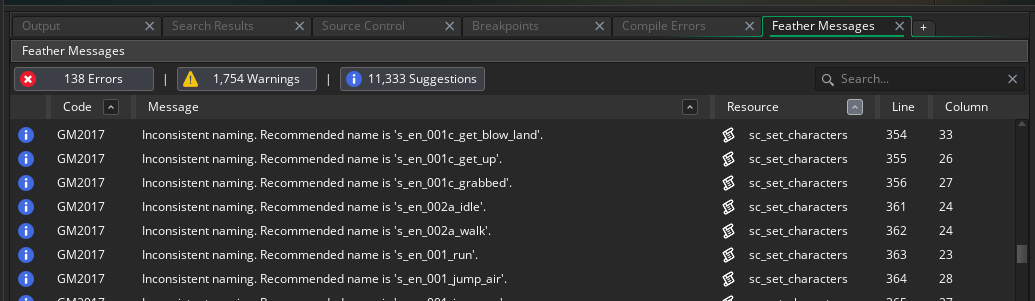 Output Search Results Source Control Breakpoints Compile Errors Feather Messages +
Feather Messages
138 Errors | 1,754 Warnings | 11,333 Suggestions Search...
Code Message Resource Line Column
GM2017 Inconsistent naming. Recommended name is 's_en_001c_get_blow_land'. sc_set_characters 354 33
GM2017 Inconsistent naming. Recommended name is 's_en_001c_get_up'. sc_set_characters 355 26
GM2017 Inconsistent naming. Recommended name is 's_en_001c_grabbed'. sc_set_characters 356 27
GM2017 Inconsistent naming. Recommended name is 's_en_002a_idle'. sc_set_characters 361 24
GM2017 Inconsistent naming. Recommended name is 's_en_002a_walk'. sc_set_characters 362 24
GM2017 Inconsistent naming. Recommended name is 's_en_001_run'. sc_set_characters 363 23
GM2017 Inconsistent naming. Recommended name is 's_en_001_jump_air'. sc_set_characters 364 28